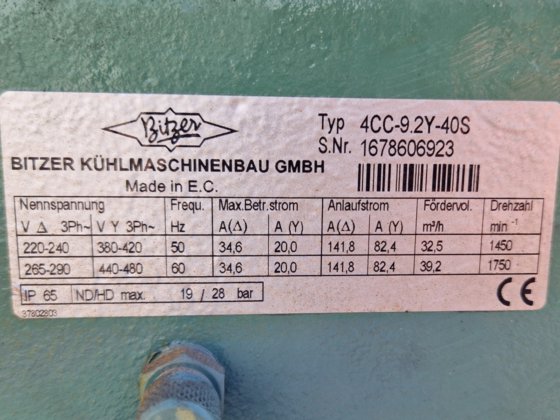 Bitzer
Typ 4CC-9.2Y-40S
S.Nr. 1678606923
BITZER KÜHLMASCHINENBAU GMBH
Made in E.C.
Nennspannung Frequ. Max.Betr.strom Anlaufstrom Fördervol. Drehzahl
V Δ 3Ph~ V Y 3Ph~ Hz A(Δ) A (Y) A(Δ) A (Y) m³/h min -1
220-240 380-420 50 34,6 20,0 141,8 82,4 32,5 1450
265-290 440-480 60 34,6 20,0 141,8 82,4 39,2 1750
IP 65 ND/HD max. 19 / 28 bar CE
37802803